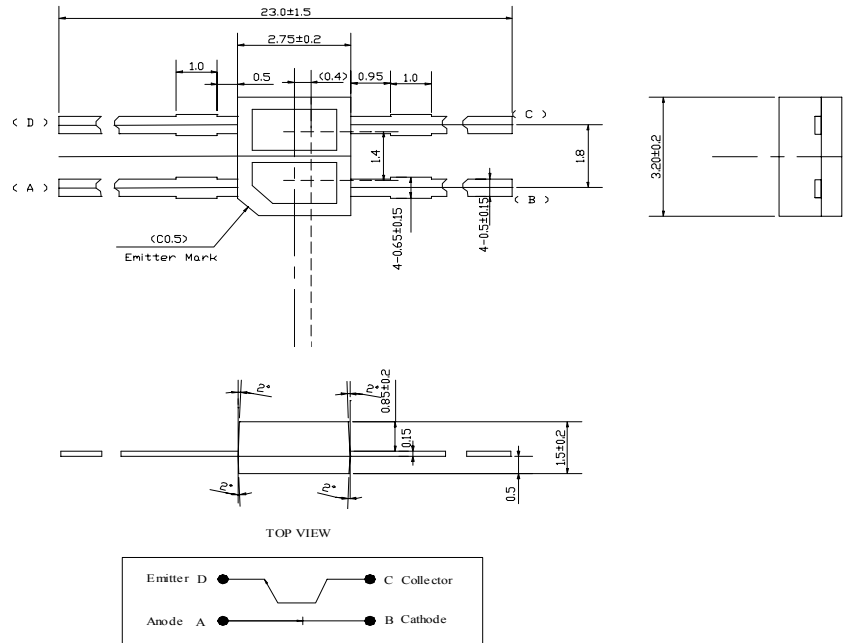 23.0±1.5
2.75±0.2
1.0
0.5
(0.4)
0.95
1.0
( D )
( C )
1.4
1.8
3.20±0.2
( A )
( B )
4-0.65±0.15
4-0.5±0.15
(C0.5)
Emitter Mark
2°
2°
0.85±0.2
0.15
1.5±0.2
2°
2°
0.5
TOP VIEW
Emitter D C Collector
Anode A B Cathode